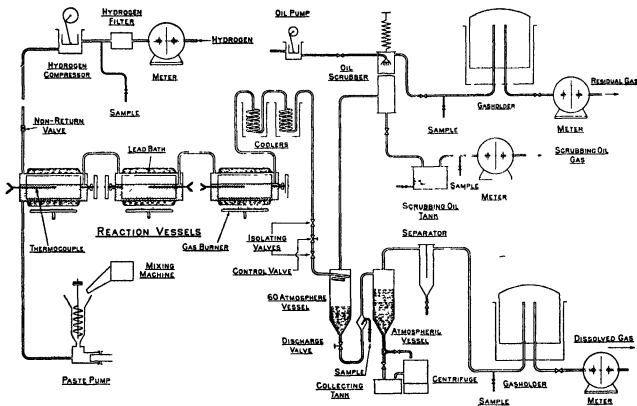 HYDROGEN
FILTER
HYDROGEN
HYDROGEN
COMPRESSOR
METER
SAMPLE
NON-RETURN
VALVE
LEAD BATH
THERMOCOUPLE
REACTION VESSELS
GAS BURNER
MIXING
MACHINE
PASTE PUMP
COOLERS
ISOLATING
VALVES
CONTROL VALVE
60 ATMOSPHERE
VESSEL
DISCHARGE
VALVE
SAMPLE
COLLECTING
TANK
ATMOSPHERIC
VESSEL
CENTRIFUGE
OIL PUMP
OIL
SCRUBBER
SAMPLE
GASHOLDER
METER
RESIDUAL GAS
SCRUBBING OIL
TANK
SAMPLE
METER
SCRUBBING OIL
GAS
SEPARATOR
SAMPLE
GASHOLDER
METER
DISSOLVED GAS